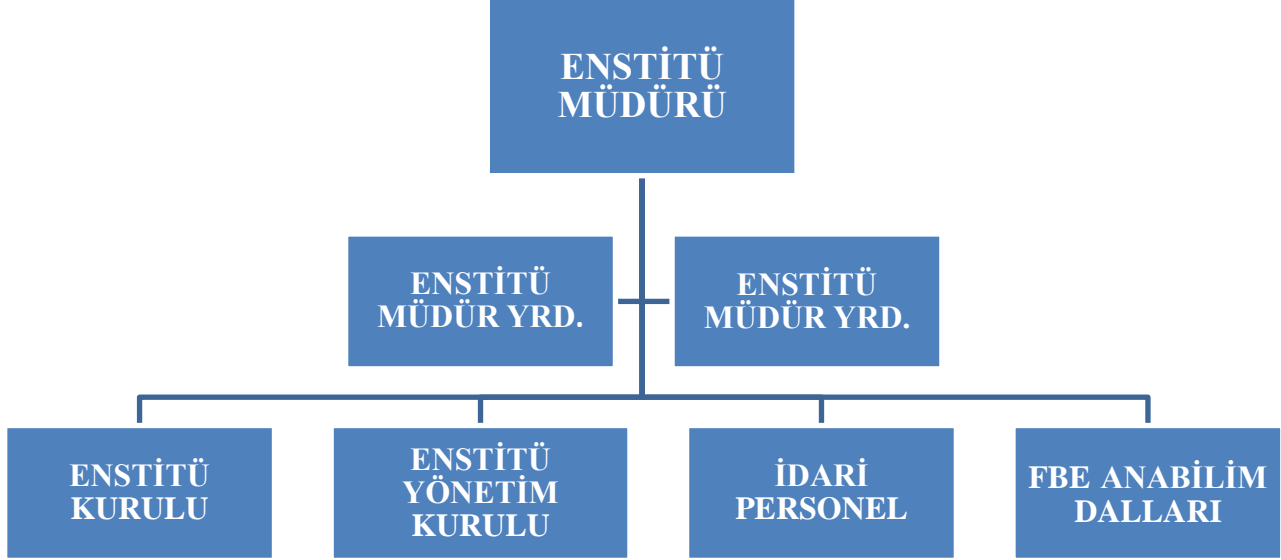 ENSTİTÜ
MÜDÜRÜ
ENSTİTÜ
MÜDÜR YRD.
ENSTİTÜ
MÜDÜR YRD.
ENSTİTÜ
KURULU
ENSTİTÜ
YÖNETİM
KURULU
İDARİ
PERSONEL
FBE ANABİLİM
DALLARI